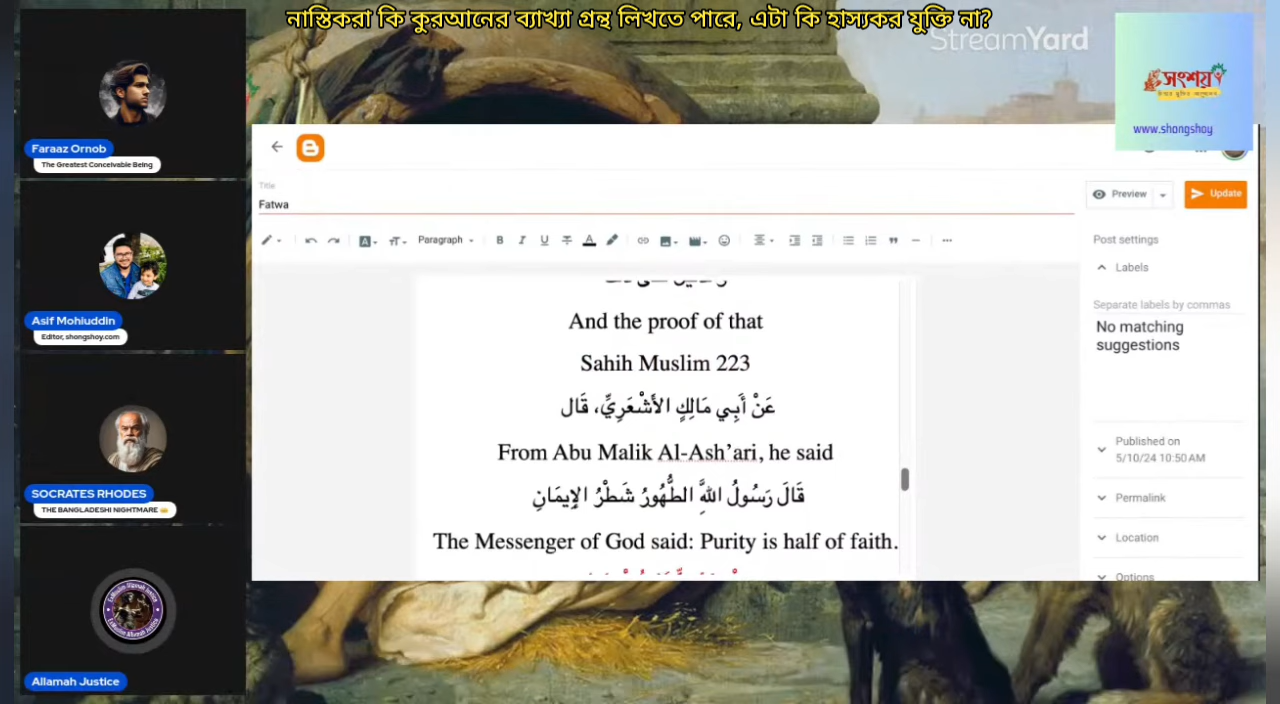 নাস্তিকরা কি কুরআনের ব্যাখ্যা গ্রন্থ লিখতে পারে, এটা কি হাস্যকর যুক্তি না?
StreamYard
সংশয়
www.shongshoy
Faraaz Ornob
The Greatest Conceivable Being
Asif Mohiuddin
Editor, shongshoy.com
SOCRATES RHODES
THE BANGLADESHI NIGHTMARE
Allamah Justice
Title
Fatwa
Preview
Update
Paragraph
And the proof of that
Sahih Muslim 223
عَنْ أَبِي مَالِكٍ الأَشْعَرِيِّ، قَال
From Abu Malik Al-Ash’ari, he said
قَالَ رَسُولُ اللَّهِ الطُّهُورُ شَطْرُ الإِيمَانِ
The Messenger of God said: Purity is half of faith.
Post settings
Labels
Separate labels by commas
No matching
suggestions
Published on
5/10/24 10:50 AM
Permalink
Location
Options